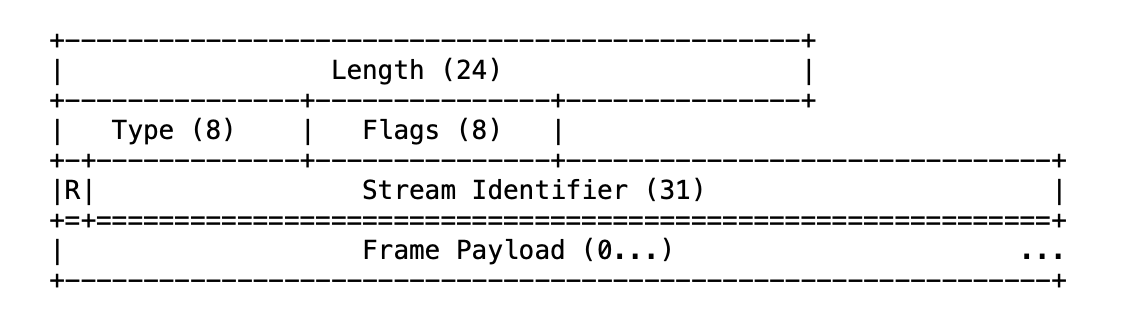 Length (24)
Type (8) Flags (8)
R Stream Identifier (31)
Frame Payload (0...) ...